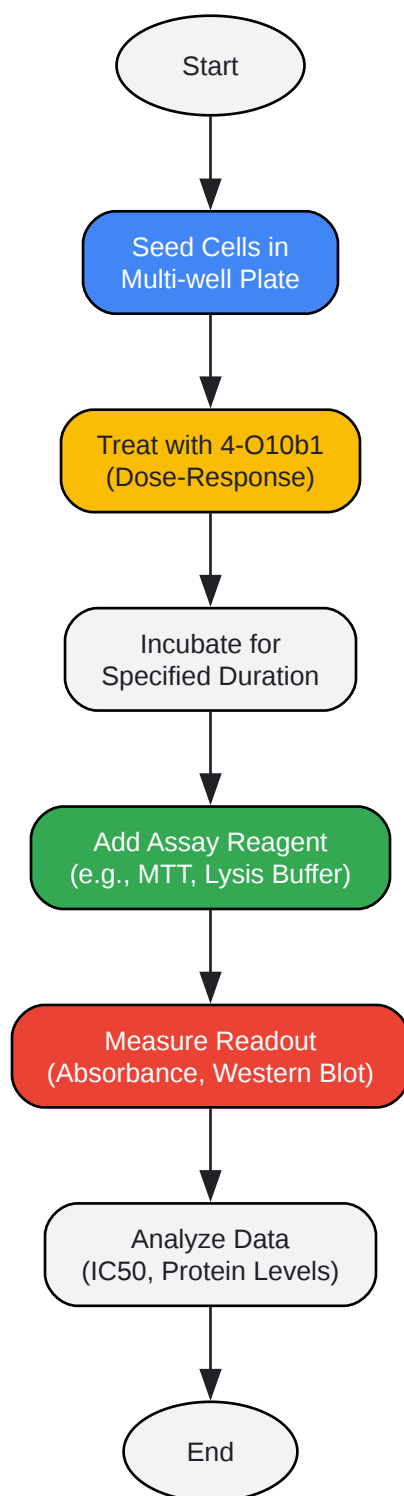 Start
Seed Cells in
Multi-well Plate
Treat with 4-O10b1
(Dose-Response)
Incubate for
Specified Duration
Add Assay Reagent
(e.g., MTT, Lysis Buffer)
Measure Readout
(Absorbance, Western Blot)
Analyze Data
(IC50, Protein Levels)
End